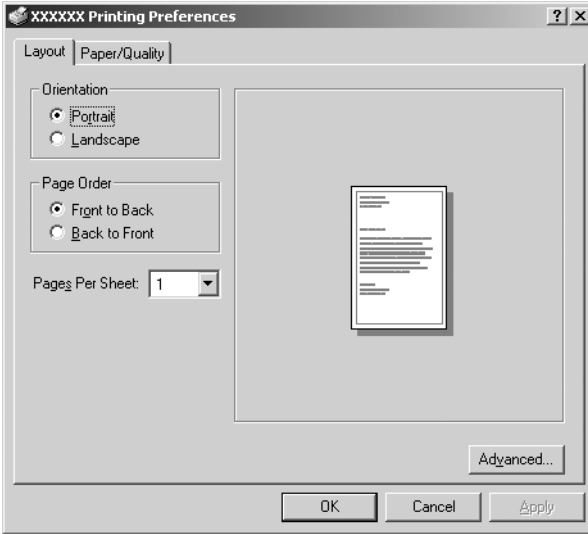 XXXXXX Printing Preferences
Layout
Paper/Quality
Orientation
Portrait
Landscape
Page Order
Front to Back
Back to Front
Pages Per Sheet: 1
Advanced...
OK
Cancel
Apply